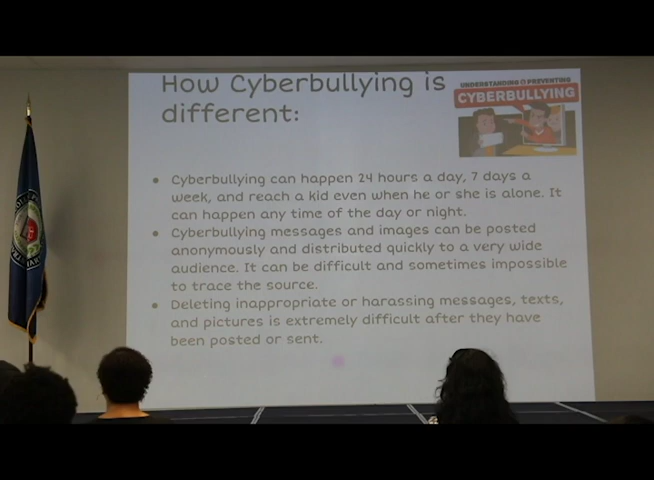 How Cyberbullying is
different:
UNDERSTANDING & PREVENTING
CYBERBULLYING
• Cyberbullying can happen 24 hours a day, 7 days a
week, and reach a kid even when he or she is alone. It
can happen any time of the day or night.
• Cyberbullying messages and images can be posted
anonymously and distributed quickly to a very wide
audience. It can be difficult and sometimes impossible
to trace the source.
• Deleting inappropriate or harassing messages, texts,
and pictures is extremely difficult after they have
been posted or sent.